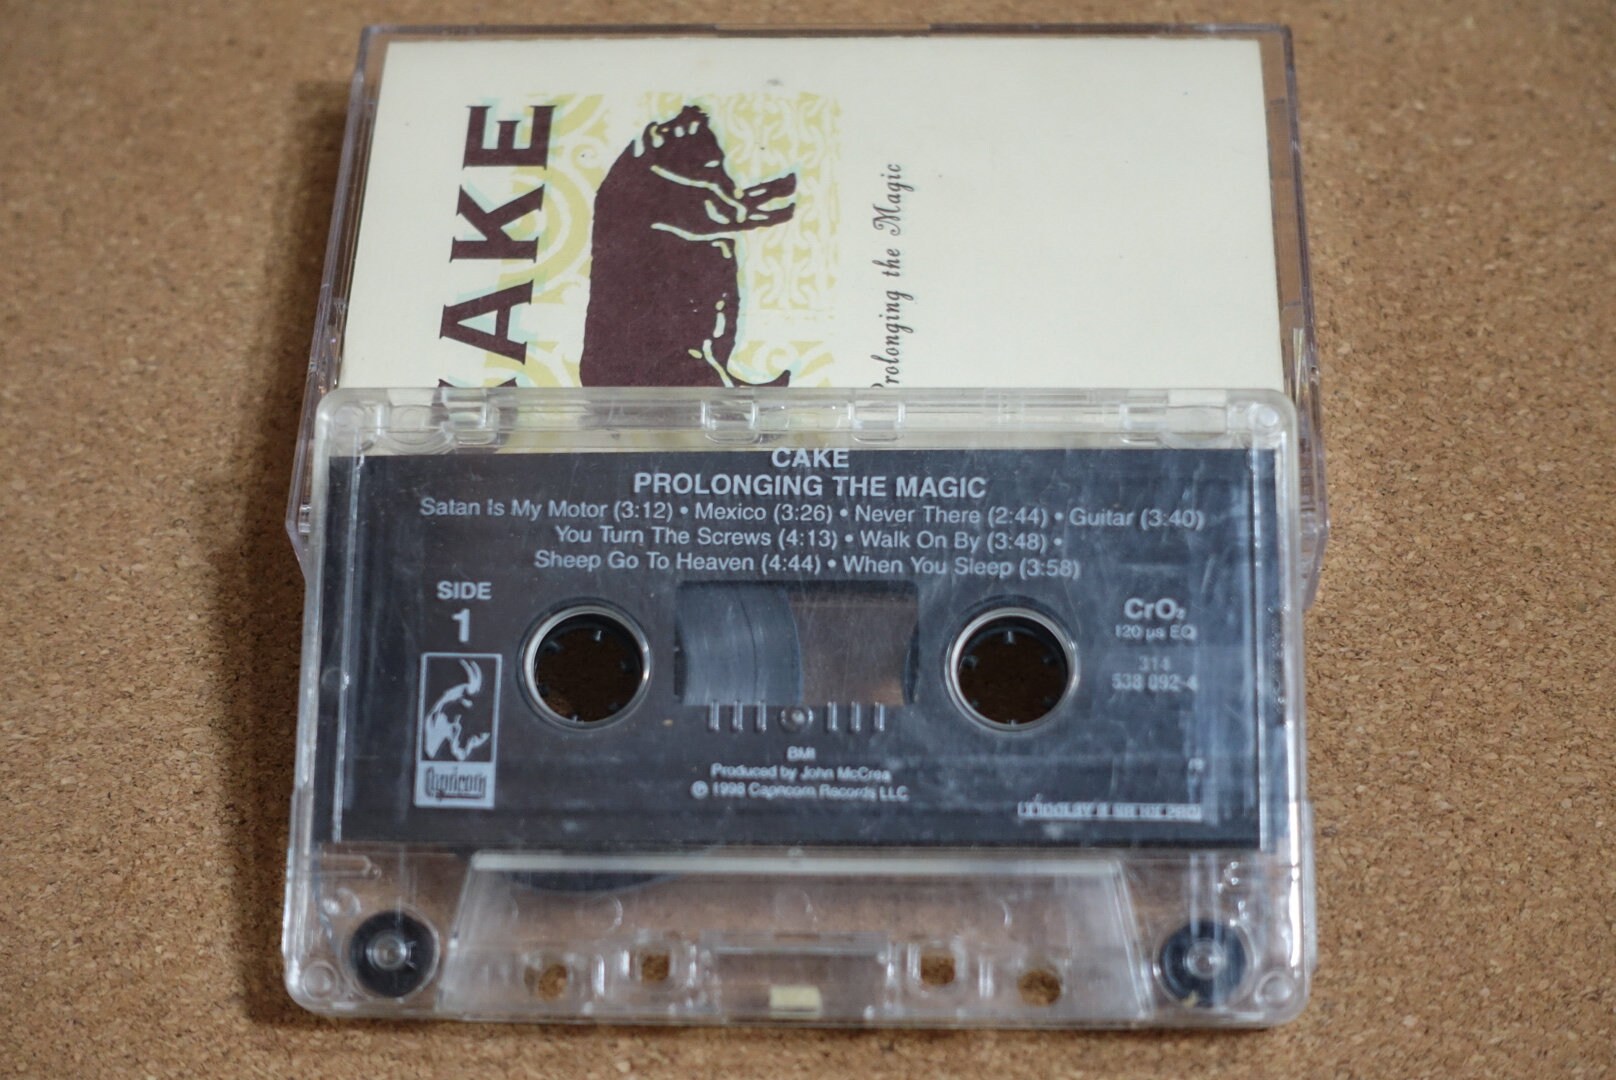 CAKE
Prolonging the Magic
CAKE
PROLONGING THE MAGIC
Satan Is My Motor (3:12) • Mexico (3:26) • Never There (2:44) • Guitar (3:40)
You Turn The Screws (4:13) • Walk On By (3:48) •
Sheep Go To Heaven (4:44) • When You Sleep (3:58)
SIDE
1
CrO₂
120 µs EQ
314
538 092-4
Capricorn
BMI
Produced by John McCrea
℗ 1998 Capricorn Records LLC